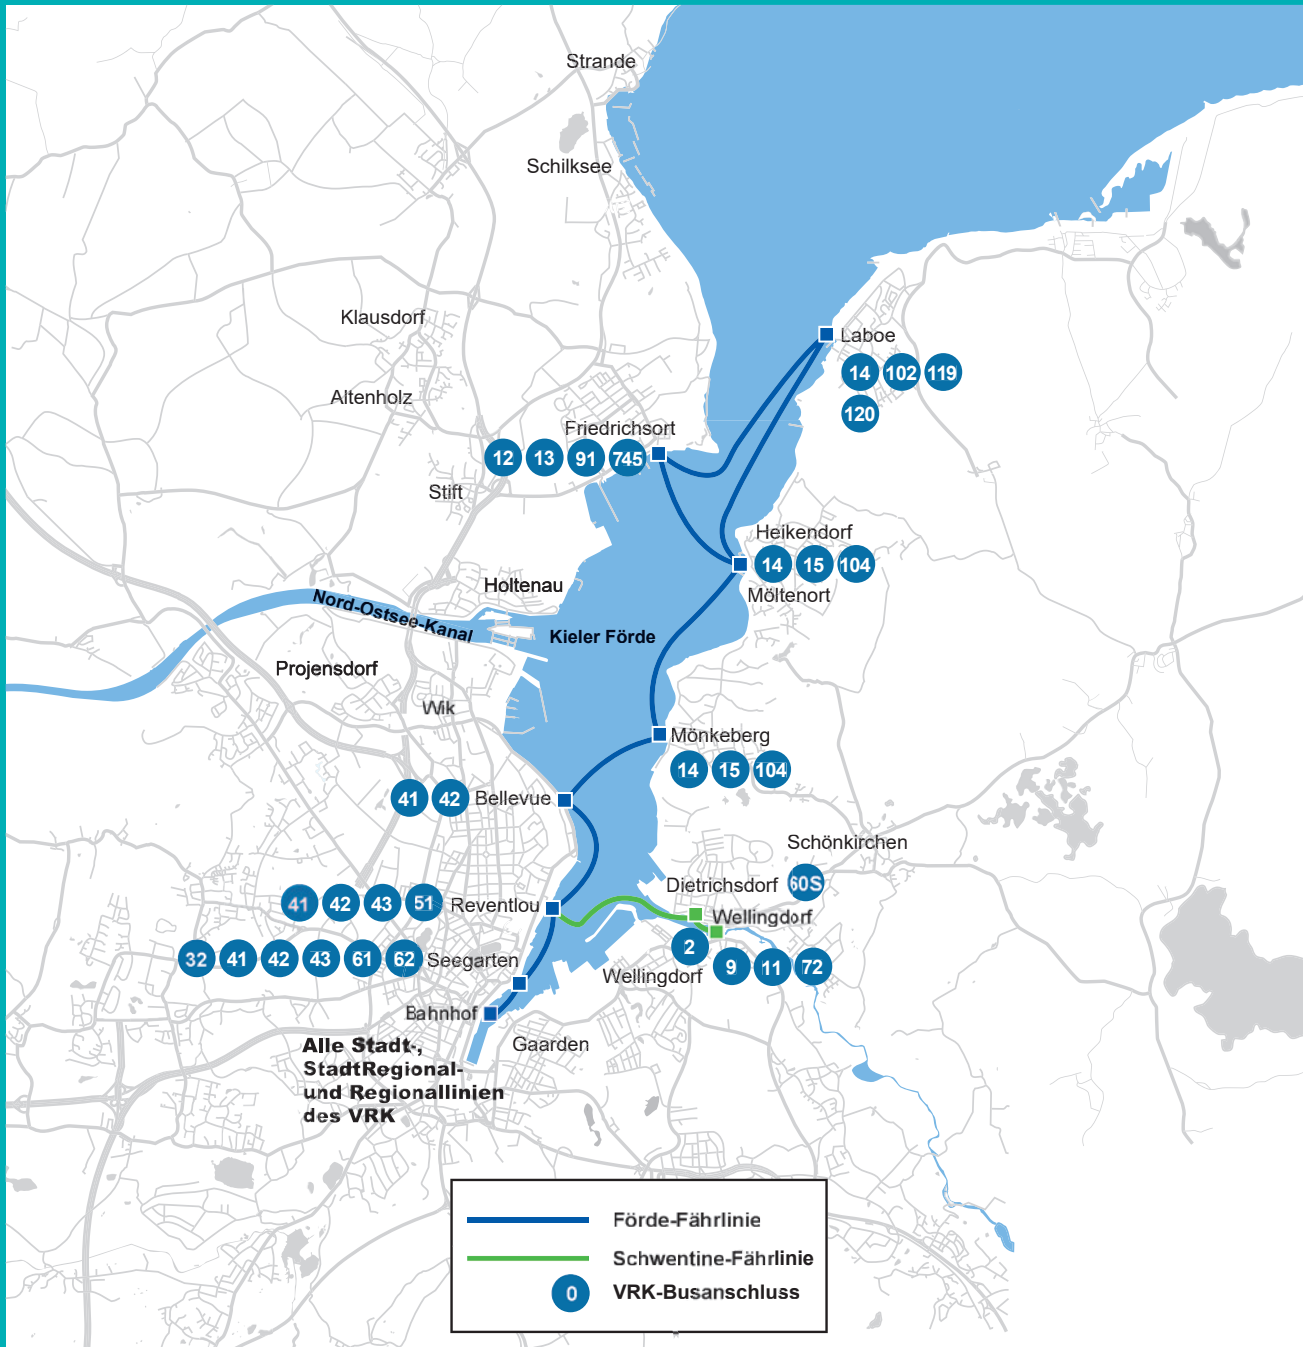 Strande
Schilksee
Klausdorf
Laboe
14 102 119
120
Altenholz
Friedrichsort
12 13 91 745
Stift
Heikendorf
14 15 104
Möltenort
Holtenau
Nord-Ostsee-Kanal
Kieler Förde
Projensdorf
Wik
Mönkeberg
14 15 104
41 42 Bellevue
Schönkirchen
Dietrichsdorf 60S
41 42 43 51 Reventlou
Wellingdorf
2
32 41 42 43 61 62 Seegarten
9 11 72
Wellingdorf
Bahnhof
Gaarden
Alle Stadt-,
StadtRegional-
und Regionallinien
des VRK
Förde-Fährlinie
Schwentine-Fährlinie
0 VRK-Busanschluss